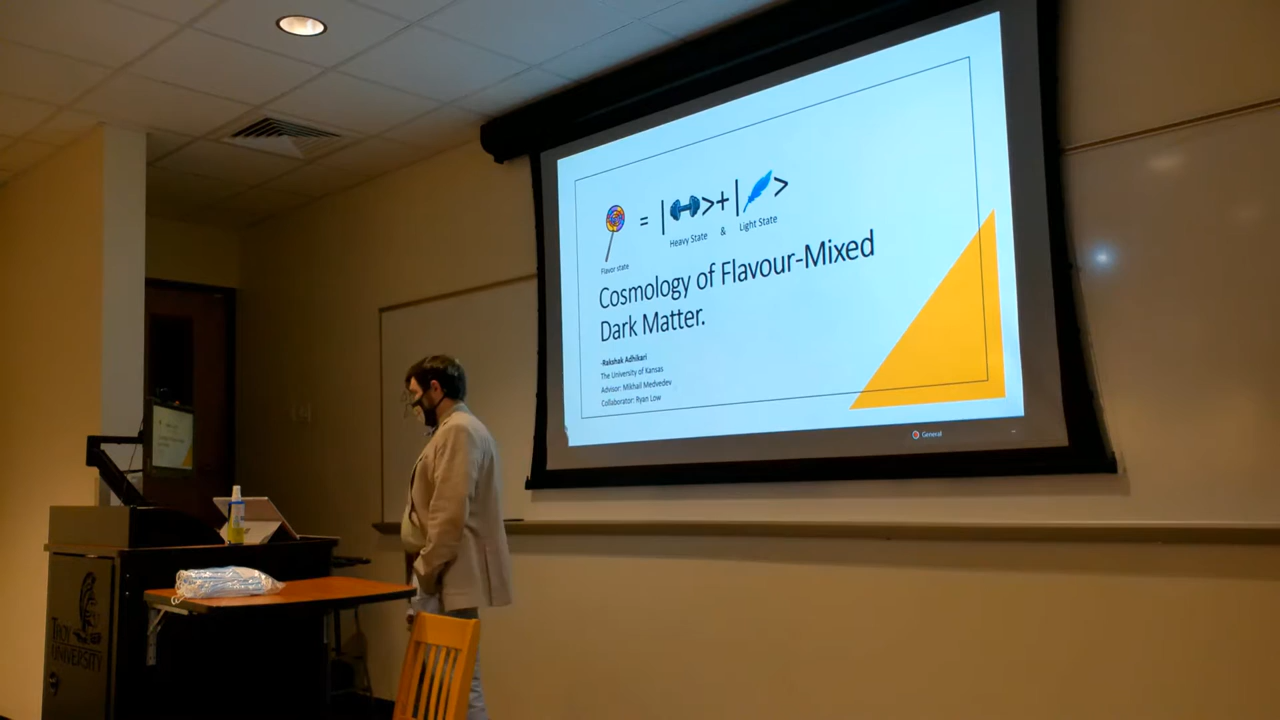 = | >+| >
Heavy State & Light State
Flavor state
Cosmology of Flavour-Mixed
Dark Matter.
-Rakshak Adhikari
The University of Kansas
Advisor: Mikhail Medvedev
Collaborator: Ryan Low
General
TROY
UNIVERSITY